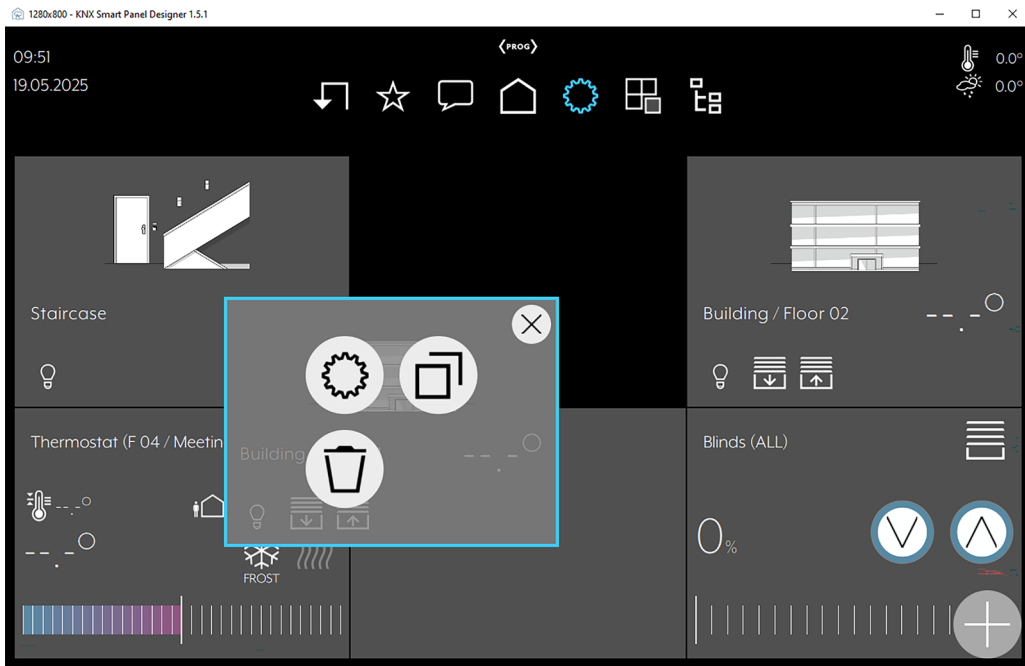 1280x800 - KNX Smart Panel Designer 1.5.1
PROG
09:51
19.05.2025
0.0°
0.0°
Staircase
Building / Floor 02
--.-°
Thermostat (F 04 / Meetin
Blinds (ALL)
Building
--.-°
--.-°
--.-°
0%
FROST